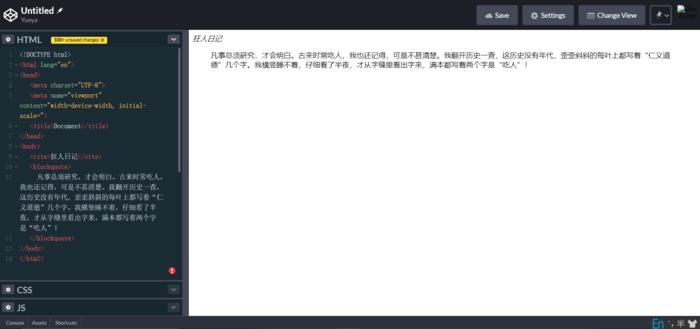 Untitled
Yunya
Save
Settings
Change View
HTML
100+ unsaved changes X
1 <!DOCTYPE html>
2 <html lang="en">
3 <head>
4 <meta charset="UTF-8">
5 <meta name="viewport"
content="width=device-width, initial-
scale=">
6 <title>Document</title>
7 </head>
8 <body>
9 <cite>狂人日记</cite>
10 <blockquote>
11 凡事总须研究，才会明白。古来时常吃人，
我也还记得，可是不甚清楚。我翻开历史一查，
这历史没有年代，歪歪斜斜的每叶上都写着“仁
义道德”几个字。我横竖睡不着，仔细看了半
夜，才从字缝里看出字来，满本都写着两个字
是“吃人”！
12 </blockquote>
13 </body>
14 </html>
狂人日记
凡事总须研究，才会明白。古来时常吃人，我也还记得，可是不甚清楚。我翻开历史一查，这历史没有年代，歪歪斜斜的每叶上都写着“仁义道
德”几个字。我横竖睡不着，仔细看了半夜，才从字缝里看出字来，满本都写着两个字是“吃人”！
CSS
JS
Console Assets Shortcuts
En 半